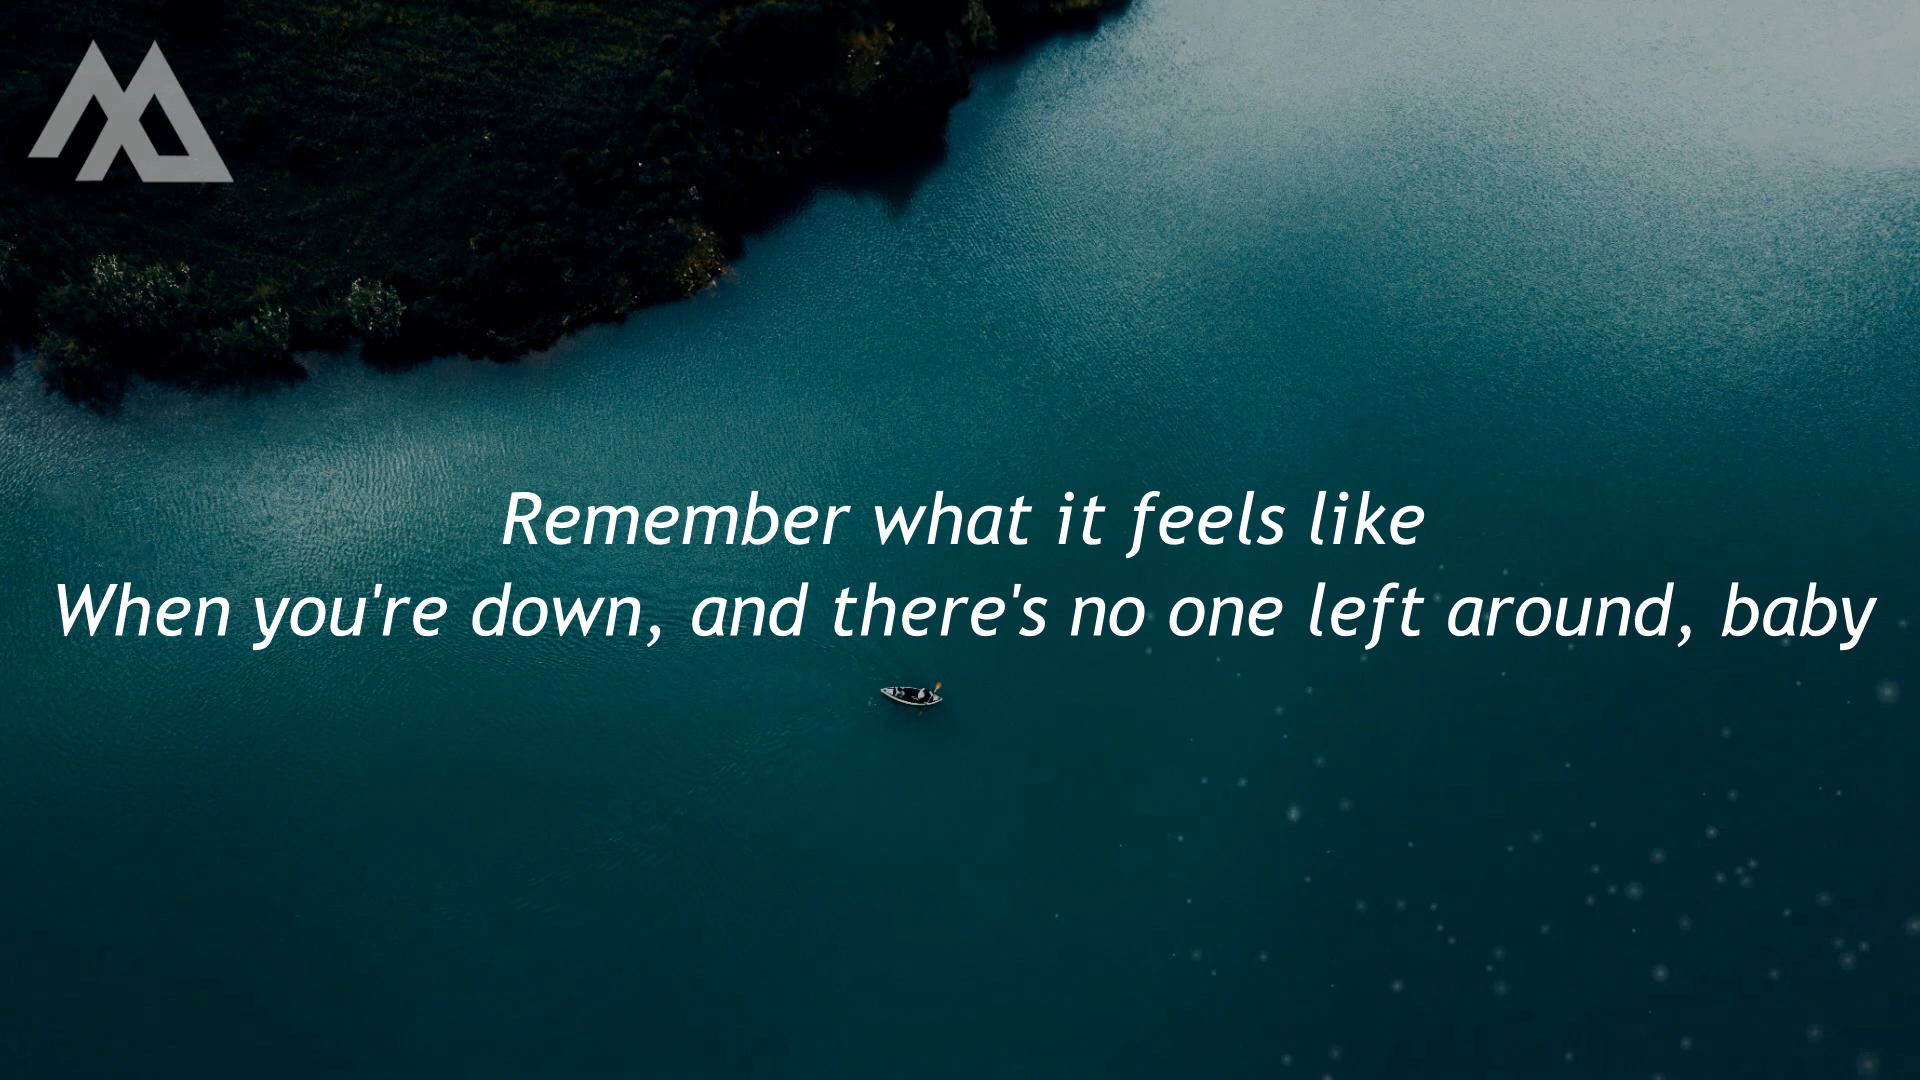 Remember what it feels like
When you're down, and there's no one left around, baby